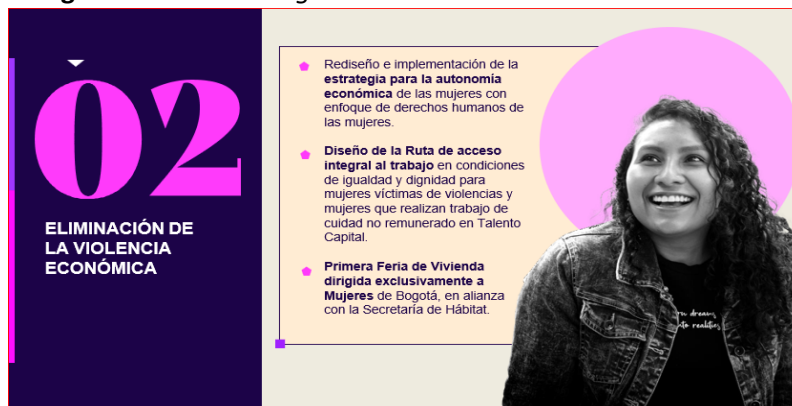 02
ELIMINACIÓN DE
LA VIOLENCIA
ECONÓMICA
Rediseño e implementación de la
estrategia para la autonomía
económica de las mujeres con
enfoque de derechos humanos de
las mujeres.
Diseño de la Ruta de acceso
integral al trabajo en condiciones
de igualdad y dignidad para
mujeres víctimas de violencias y
mujeres que realizan trabajo de
cuidado no remunerado en Talento
Capital.
Primera Feria de Vivienda
dirigida exclusivamente a
Mujeres de Bogotá, en alianza
con la Secretaría de Hábitat.
dreams
realities